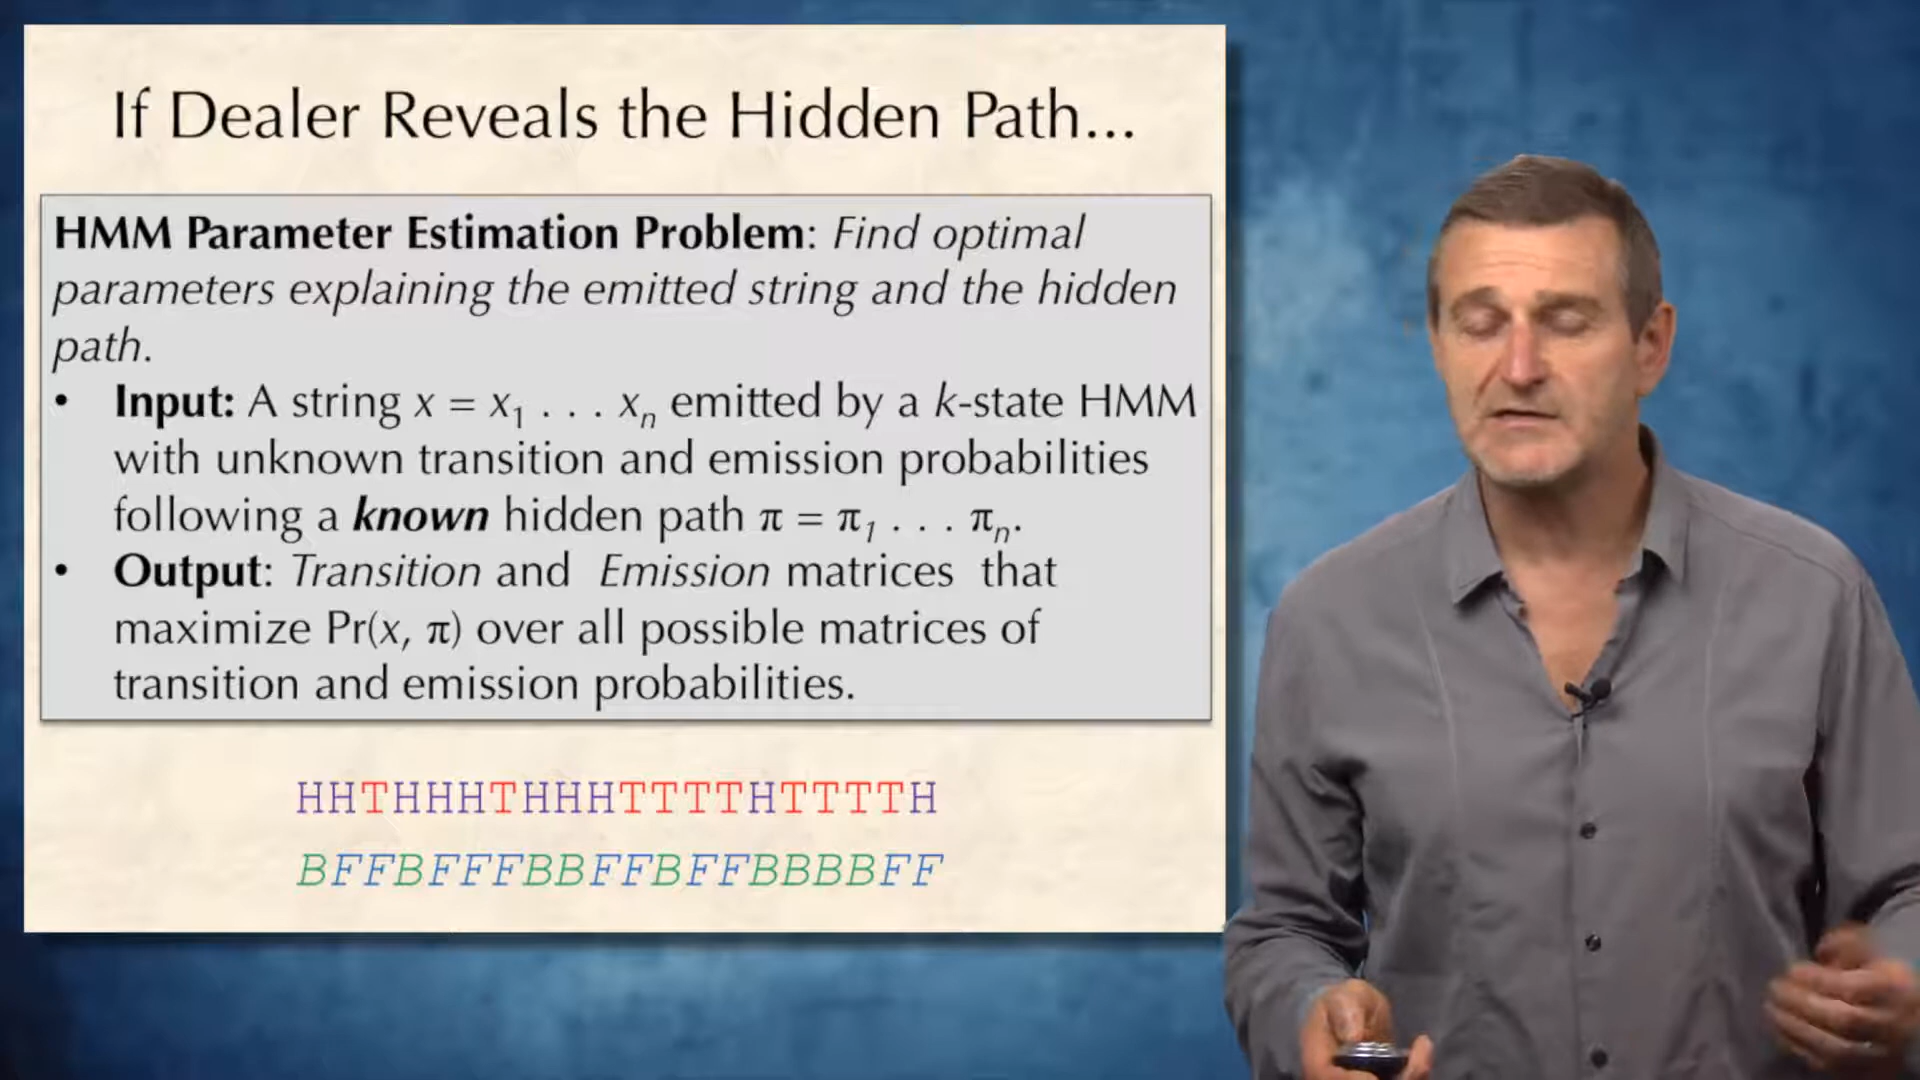 If Dealer Reveals the Hidden Path...
HMM Parameter Estimation Problem: Find optimal
parameters explaining the emitted string and the hidden
path.
• Input: A string x = x₁ . . . xₙ emitted by a k-state HMM
with unknown transition and emission probabilities
following a known hidden path π = π₁ . . . πₙ.
• Output: Transition and Emission matrices that
maximize Pr(x, π) over all possible matrices of
transition and emission probabilities.
HHTHHHTHHHTTTTHTTTTH
BFFBFFFBBFFBFFBBBBFF